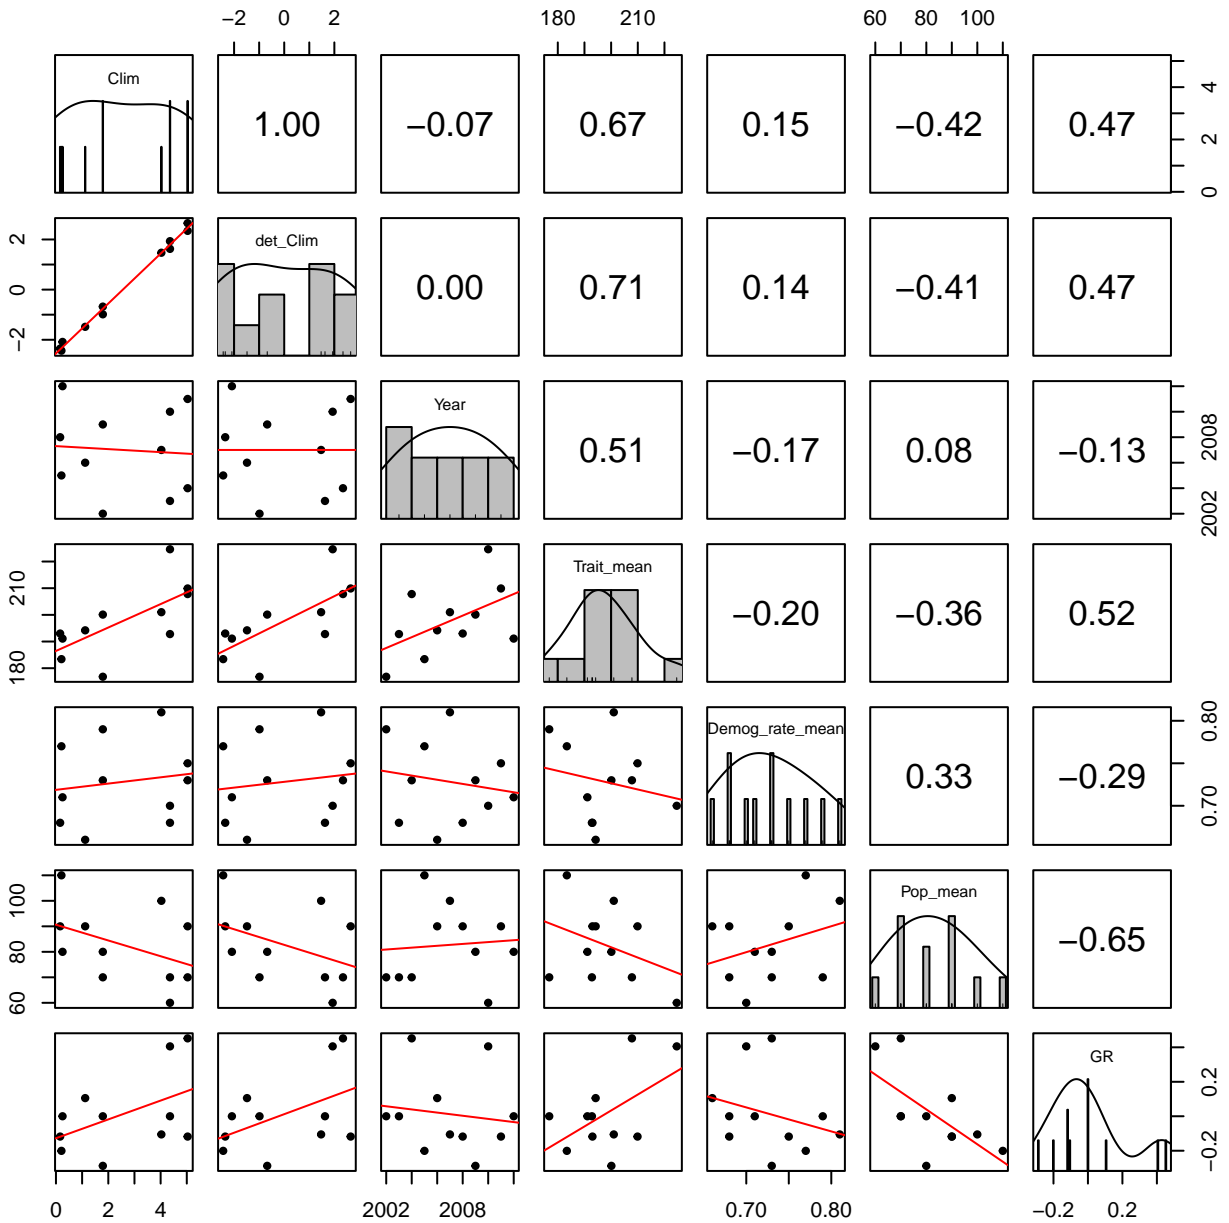 −2 0 2 180 210 60 80 100
Clim 1.00 −0.07 0.67 0.15 −0.42 0.47
0 2 4
det_Clim 0.00 0.71 0.14 −0.41 0.47
−2 0 2
Year 0.51 −0.17 0.08 −0.13
2002 2008
Trait_mean −0.20 −0.36 0.52
180 210
Demog_rate_mean 0.33 −0.29
0.70 0.80
Pop_mean −0.65
60 80 100
GR
−0.2 0.2
0 2 4 2002 2008 0.70 0.80 −0.2 0.2